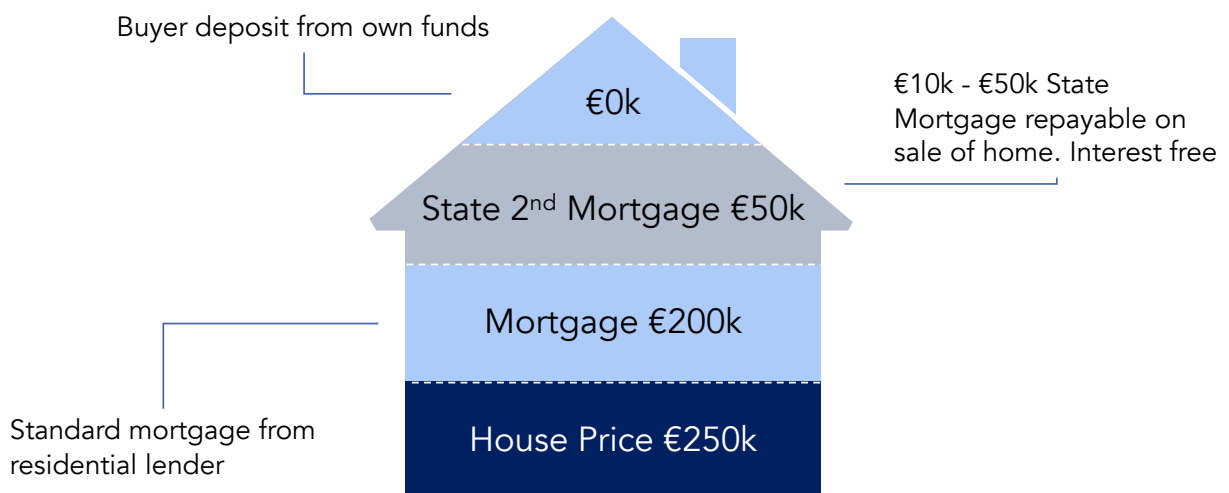 Buyer deposit from own funds
€0k
€10k - €50k State
Mortgage repayable on
sale of home. Interest free
State 2nd Mortgage €50k
Mortgage €200k
Standard mortgage from
residential lender
House Price €250k